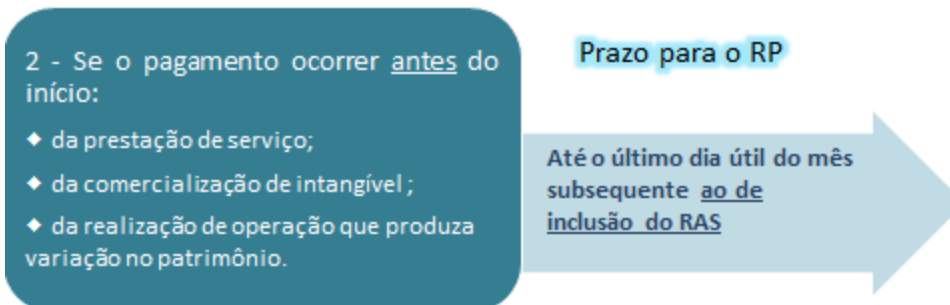 2 - Se o pagamento ocorrer antes do
início:
◆ da prestação de serviço;
◆ da comercialização de intangível ;
◆ da realização de operação que produza
variação no patrimônio.
Prazo para o RP
Até o último dia útil do mês
subsequente ao de
inclusão do RAS